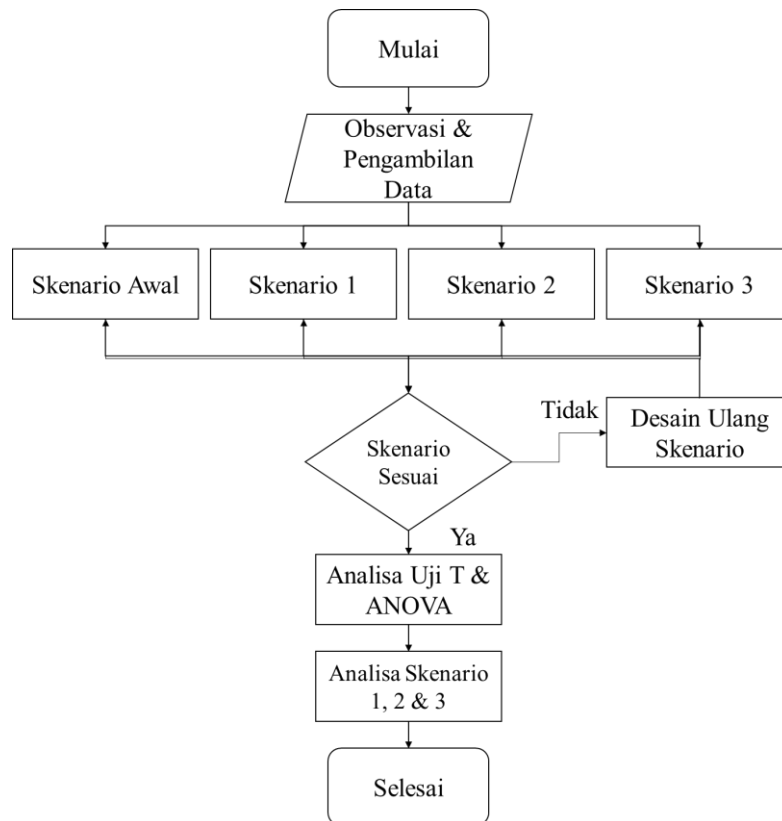 Mulai
Observasi &
Pengambilan
Data
Skenario Awal
Skenario 1
Skenario 2
Skenario 3
Skenario
Sesuai
Tidak
Desain Ulang
Skenario
Ya
Analisa Uji T &
ANOVA
Analisa Skenario
1, 2 & 3
Selesai